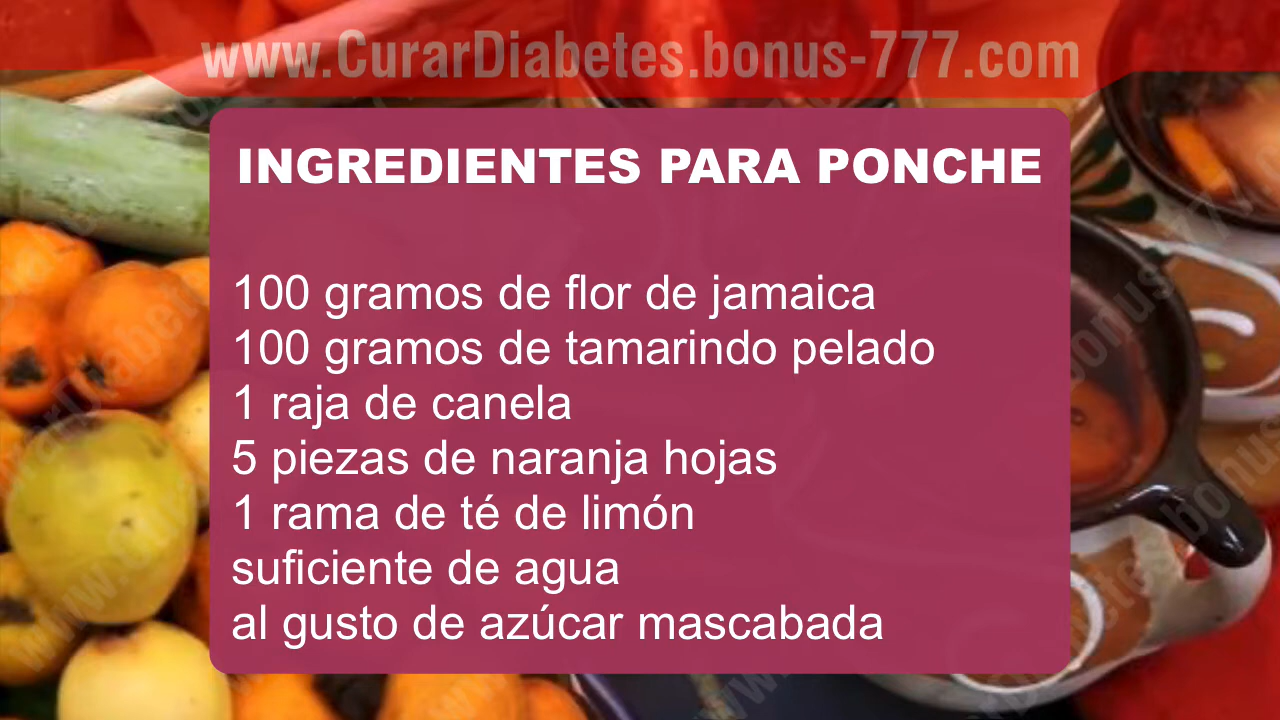 www.CurarDiabetes.bonus-777.com
INGREDIENTES PARA PONCHE
100 gramos de flor de jamaica
100 gramos de tamarindo pelado
1 raja de canela
5 piezas de naranja hojas
1 rama de té de limón
suficiente de agua
al gusto de azúcar mascabada